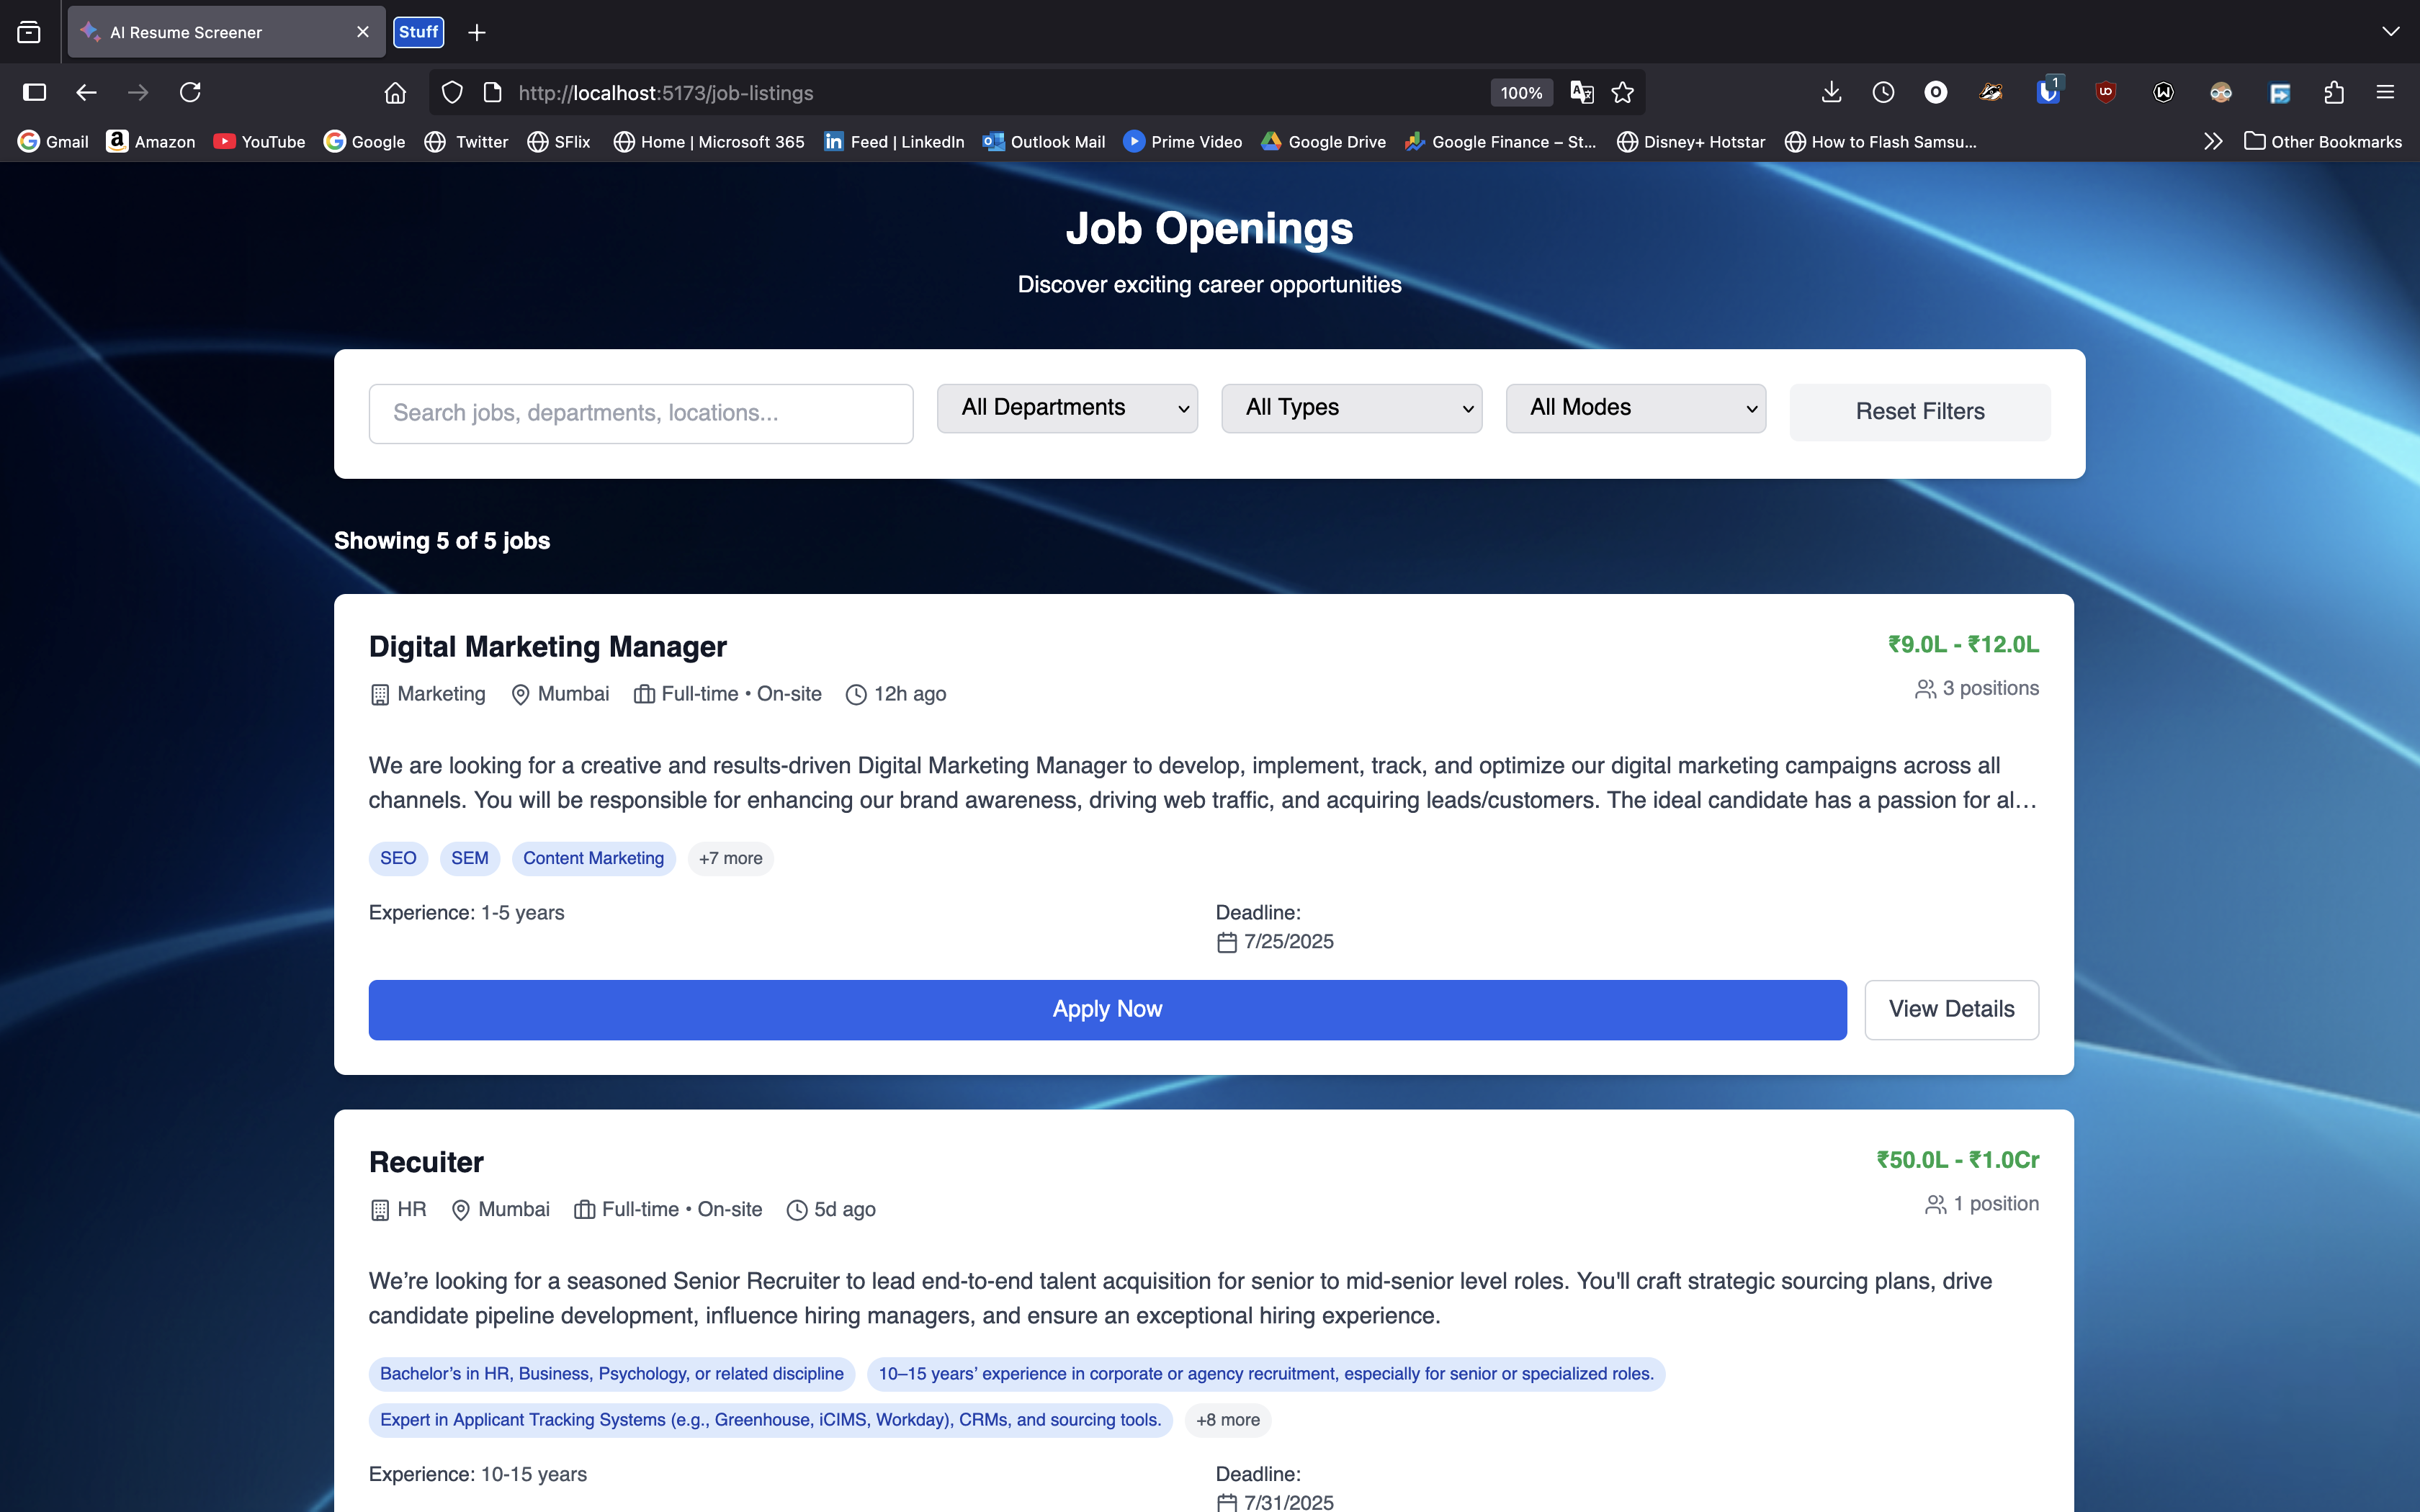 AI Resume Screener
Stuff
http://localhost:5173/job-listings
100%
1
Gmail Amazon YouTube Google Twitter SFlix Home | Microsoft 365 Feed | LinkedIn Outlook Mail Prime Video Google Drive Google Finance – St... Disney+ Hotstar How to Flash Samsu... Other Bookmarks
Job Openings
Discover exciting career opportunities
Search jobs, departments, locations... All Departments All Types All Modes Reset Filters
Showing 5 of 5 jobs
Digital Marketing Manager ₹9.0L - ₹12.0L
Marketing Mumbai Full-time • On-site 12h ago 3 positions
We are looking for a creative and results-driven Digital Marketing Manager to develop, implement, track, and optimize our digital marketing campaigns across all
channels. You will be responsible for enhancing our brand awareness, driving web traffic, and acquiring leads/customers. The ideal candidate has a passion for al...
SEO SEM Content Marketing +7 more
Experience: 1-5 years Deadline:
7/25/2025
Apply Now View Details
Recuiter ₹50.0L - ₹1.0Cr
HR Mumbai Full-time • On-site 5d ago 1 position
We’re looking for a seasoned Senior Recruiter to lead end-to-end talent acquisition for senior to mid-senior level roles. You'll craft strategic sourcing plans, drive
candidate pipeline development, influence hiring managers, and ensure an exceptional hiring experience.
Bachelor’s in HR, Business, Psychology, or related discipline 10–15 years’ experience in corporate or agency recruitment, especially for senior or specialized roles.
Expert in Applicant Tracking Systems (e.g., Greenhouse, iCIMS, Workday), CRMs, and sourcing tools. +8 more
Experience: 10-15 years Deadline:
7/31/2025